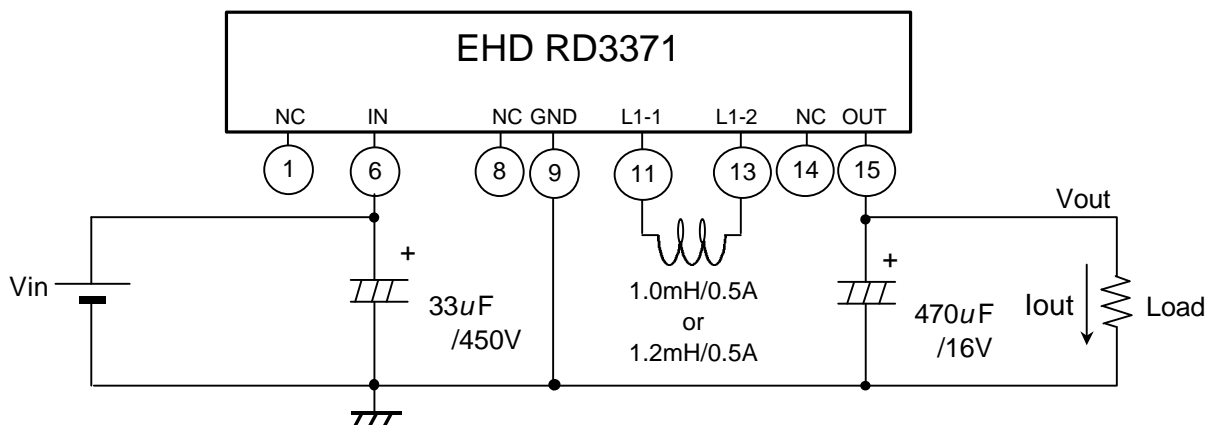 EHD RD3371
NC IN NC GND L1-1 L1-2 NC OUT
1 6 8 9 11 13 14 15
Vout
+ +
Vin
33uF
/450V
1.0mH/0.5A
or
1.2mH/0.5A
470uF
/16V
Iout
Load